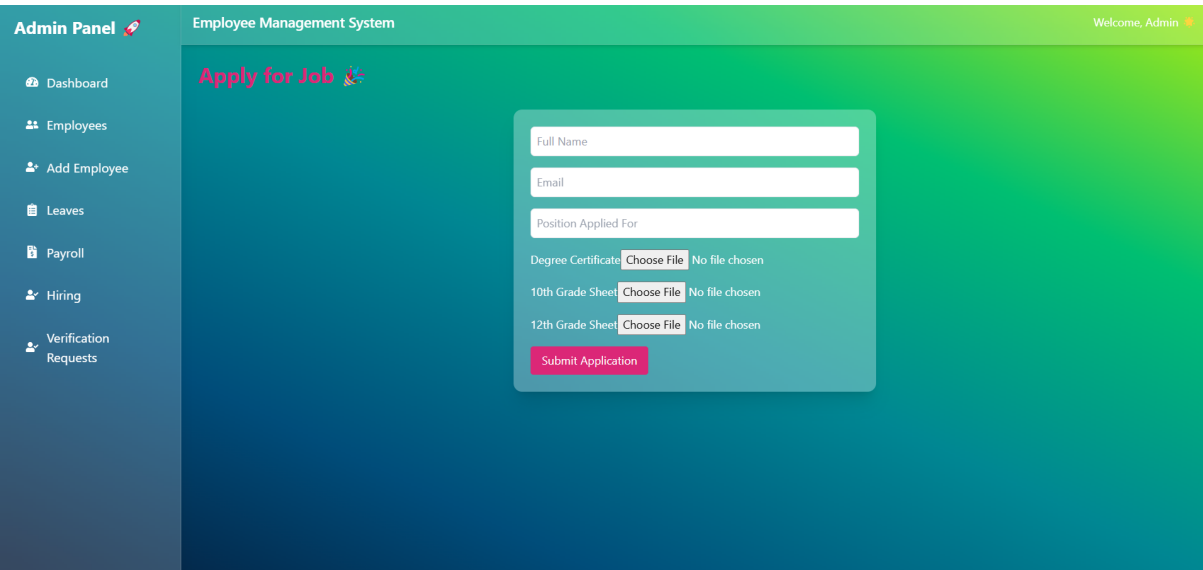 Admin Panel 🚀
Employee Management System
Welcome, Admin
Dashboard
Employees
Add Employee
Leaves
Payroll
Hiring
Verification
Requests
Apply for Job 🎉
Full Name
Email
Position Applied For
Degree Certificate Choose File No file chosen
10th Grade Sheet Choose File No file chosen
12th Grade Sheet Choose File No file chosen
Submit Application